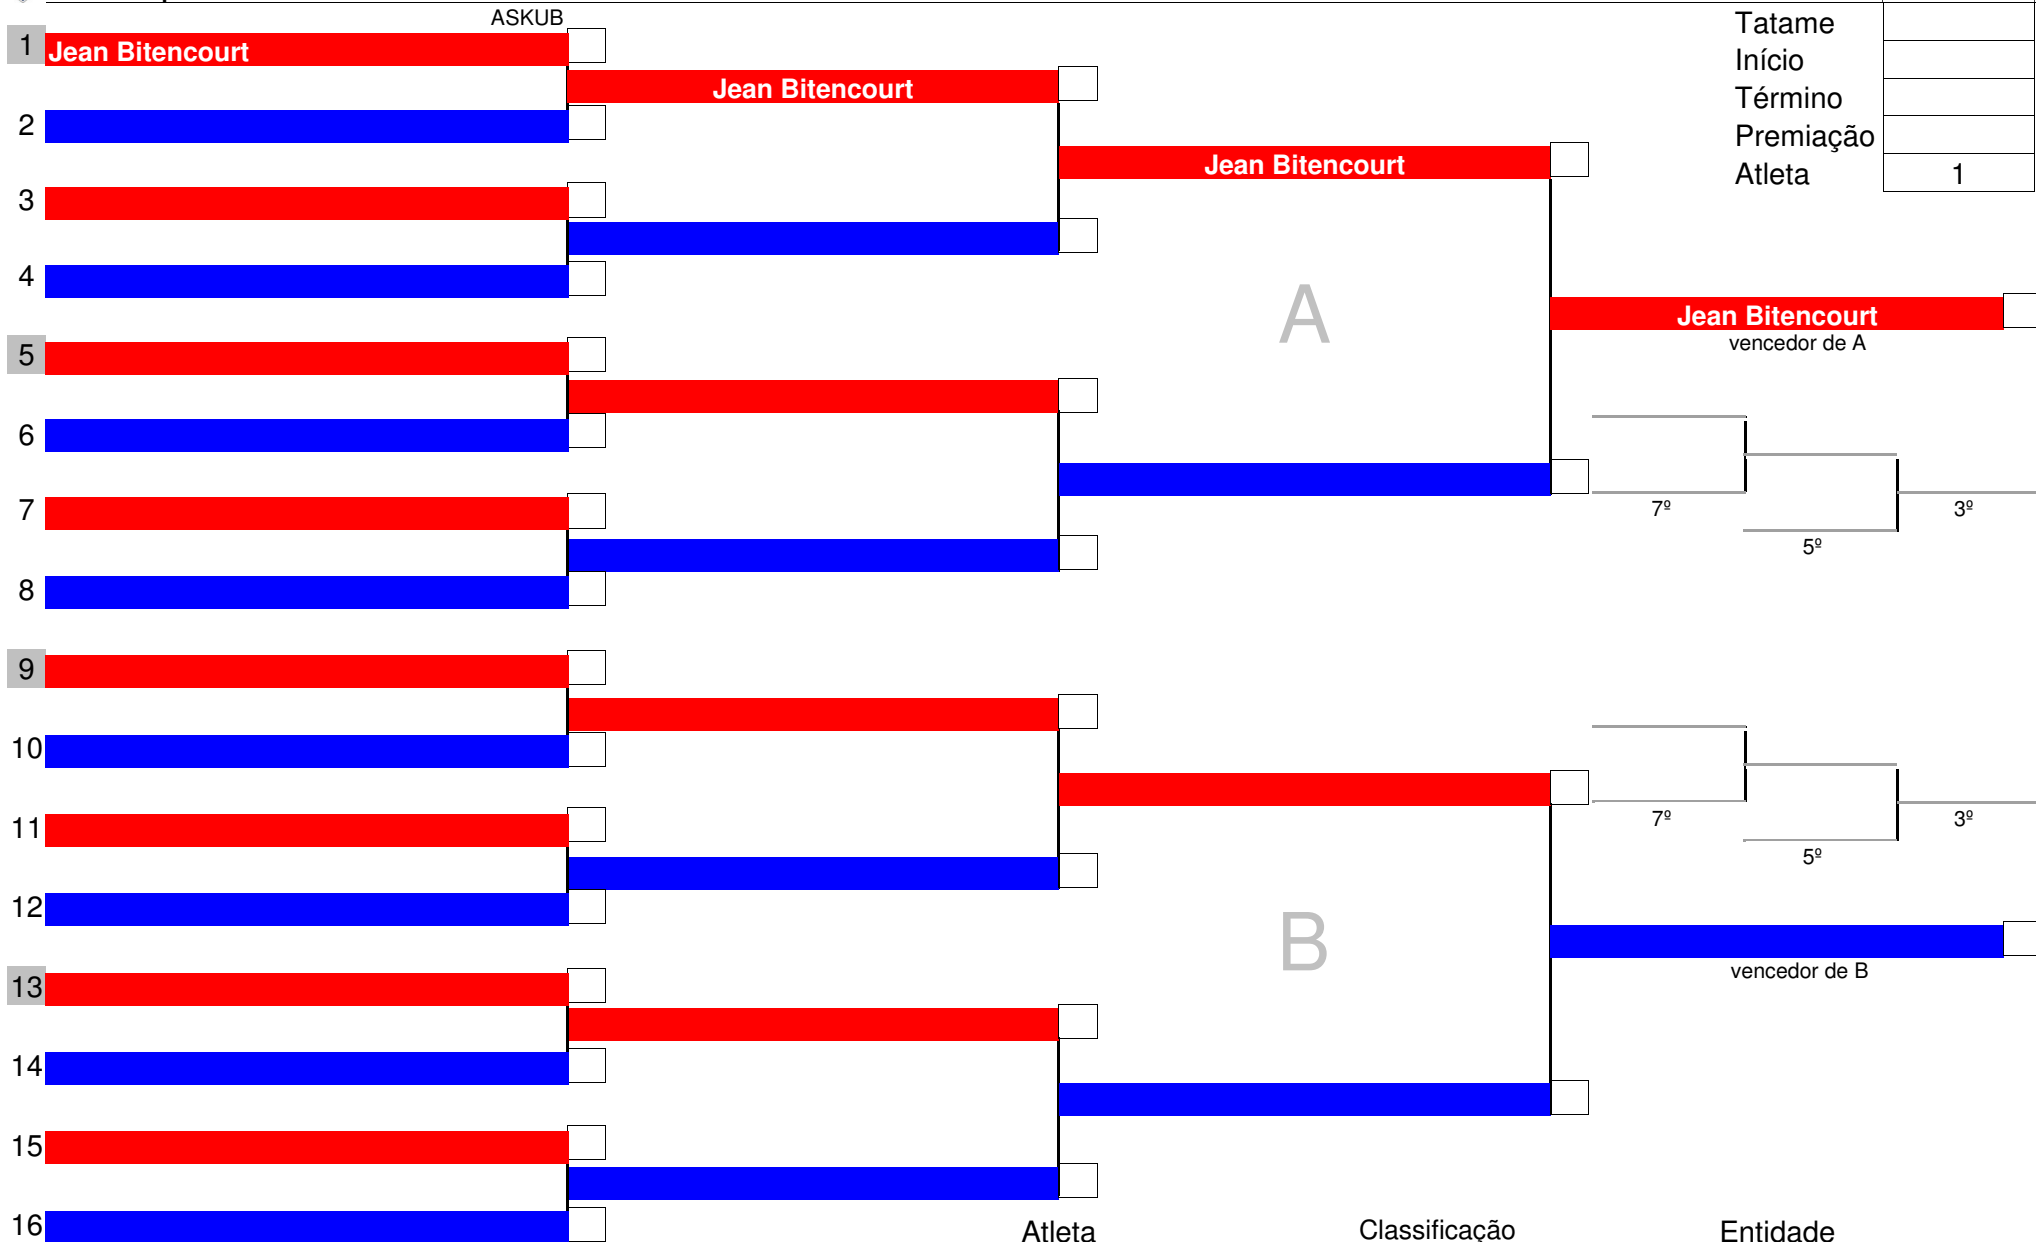 ASKUB
1 Jean Bitencourt
Jean Bitencourt
2
Jean Bitencourt
3
4
Tatame
Início
Término
Premiação
Atleta 1
A
Jean Bitencourt
vencedor de A
5
6
7
8
7º
3º
5º
9
10
11
12
7º
3º
5º
B
vencedor de B
13
14
15
16
Atleta Classificação Entidade